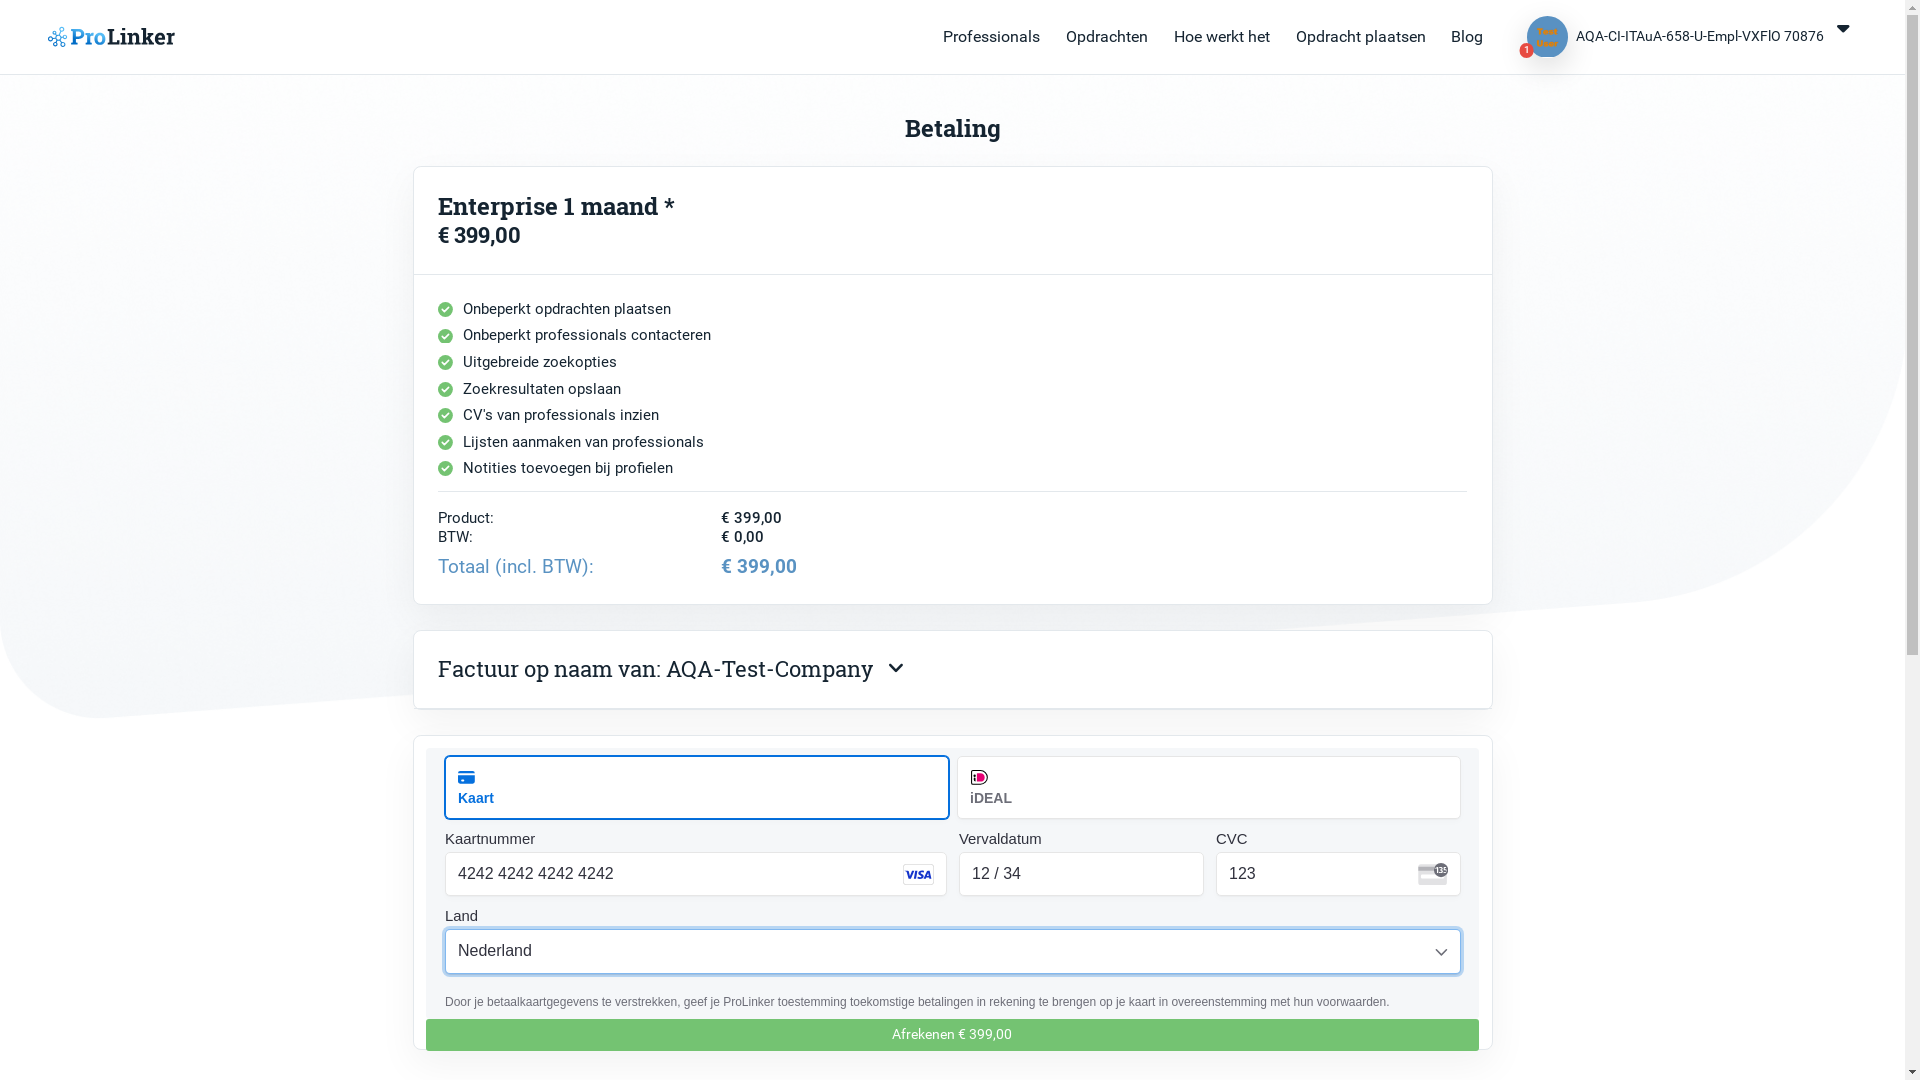 ProLinker
Professionals
Opdrachten
Hoe werkt het
Opdracht plaatsen
Blog
Test User
1
AQA-CI-ITAuA-658-U-Empl-VXFlO 70876
Betaling
Enterprise 1 maand *
€ 399,00
Onbeperkt opdrachten plaatsen
Onbeperkt professionals contacteren
Uitgebreide zoekopties
Zoekresultaten opslaan
CV's van professionals inzien
Lijsten aanmaken van professionals
Notities toevoegen bij profielen
Product: € 399,00
BTW: € 0,00
Totaal (incl. BTW): € 399,00
Factuur op naam van: AQA-Test-Company
Kaart
iDEAL
Kaartnummer
Vervaldatum
CVC
4242 4242 4242 4242
VISA
12 / 34
123
135
Land
Nederland
Door je betaalkaartgegevens te verstrekken, geef je ProLinker toestemming toekomstige betalingen in rekening te brengen op je kaart in overeenstemming met hun voorwaarden.
Afrekenen € 399,00